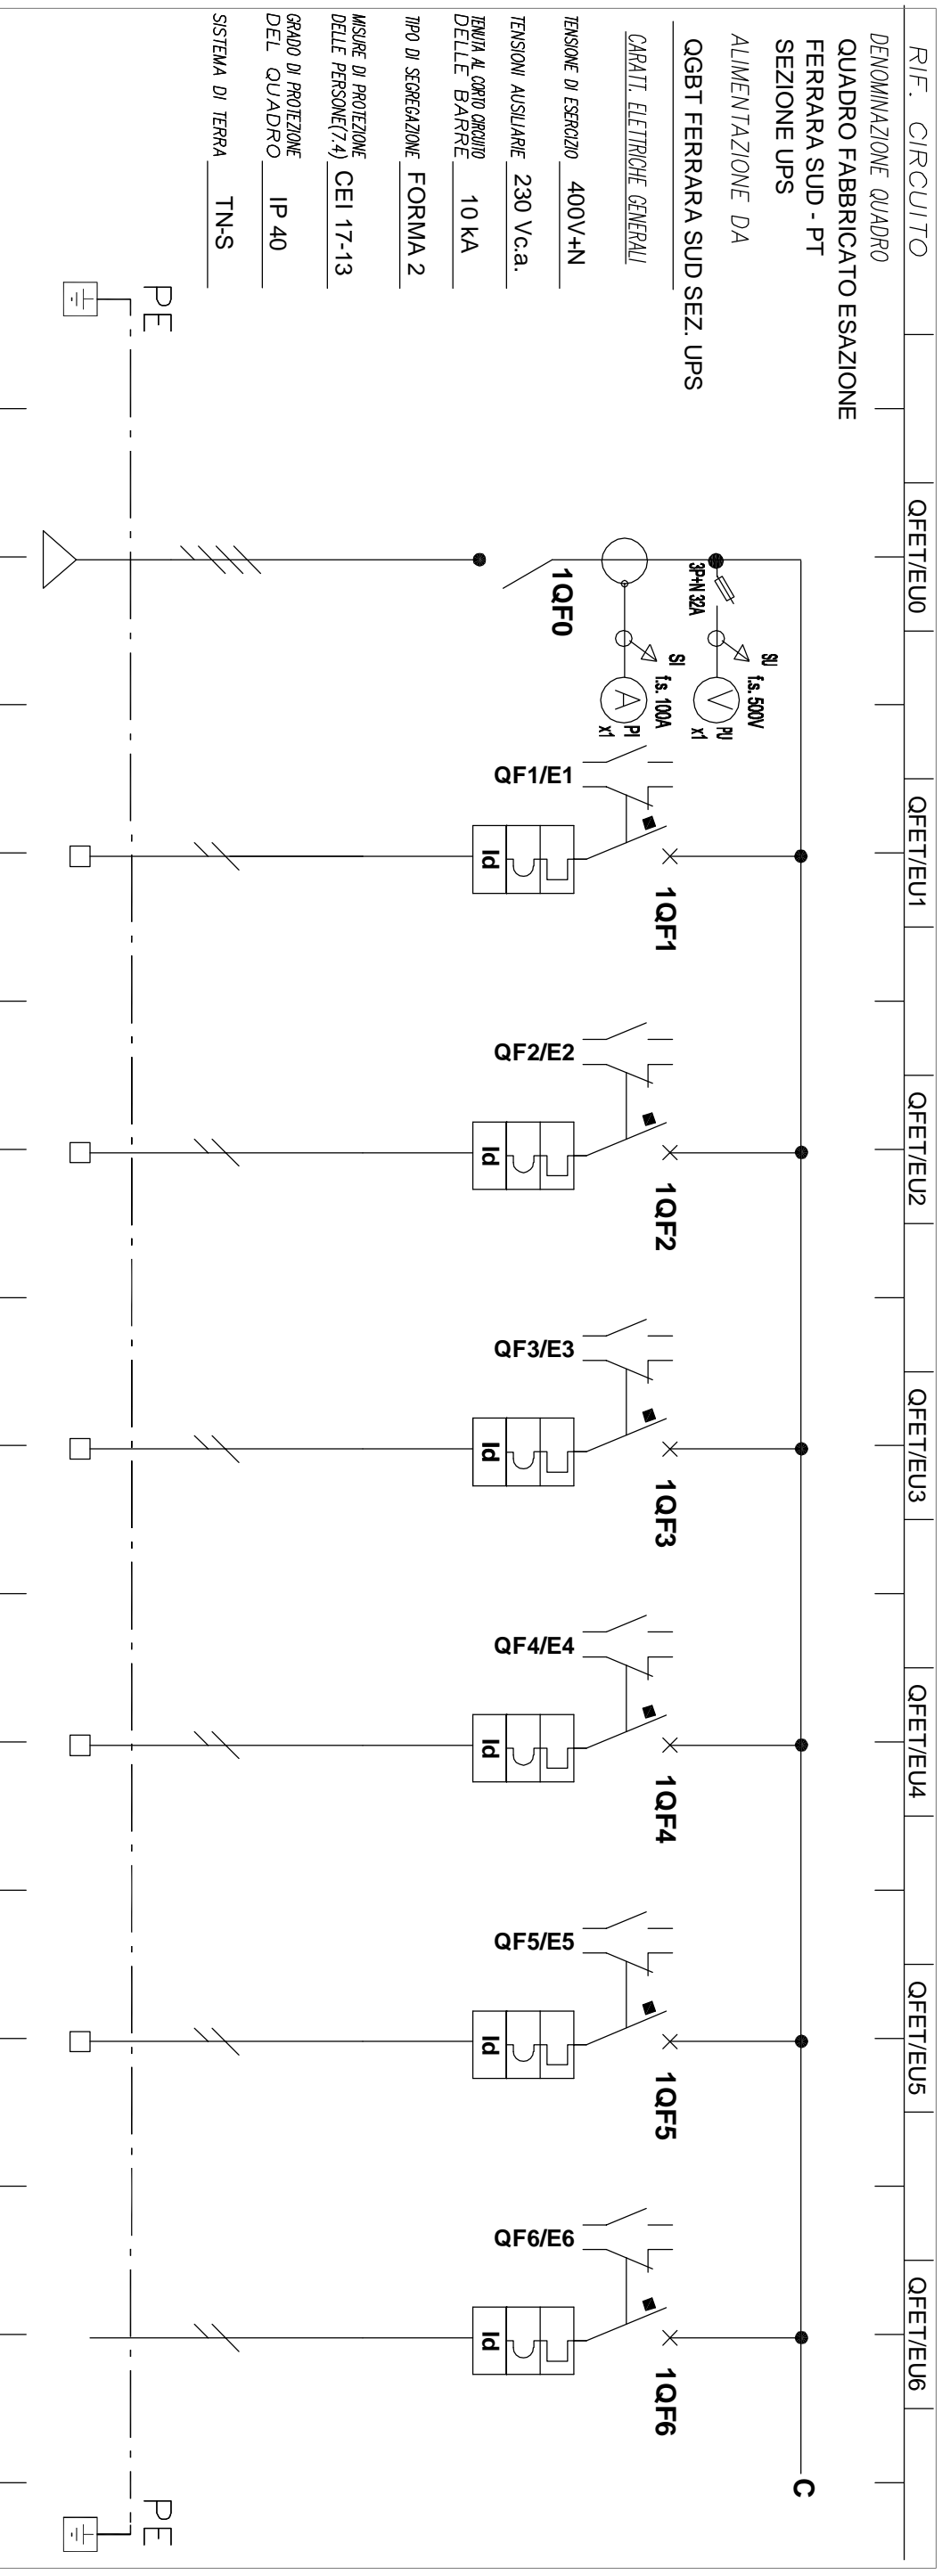 RIF. CIRCUITO
QFET/EU0
QFET/EU1
QFET/EU2
QFET/EU3
QFET/EU4
QFET/EU5
QFET/EU6
DENOMINAZIONE QUADRO
QUADRO FABBRICATO ESAZIONE
FERRARA SUD - PT
SEZIONE UPS
ALIMENTAZIONE DA
QGBT FERRARA SUD SEZ. UPS
CARATT. ELETTRICHE GENERALI
TENSIONE DI ESERCIZIO 400V+N
TENSIONI AUSILIARIE 230 Vc.a.
TENUTA AL CORTO CIRCUITO
DELLE BARRE 10 kA
TIPO DI SEGREGAZIONE FORMA 2
MISURE DI PROTEZIONE
DELLE PERSONE(7.4) CEI 17-13
GRADO DI PROTEZIONE
DEL QUADRO IP 40
SISTEMA DI TERRA TN-S
C
3P+N 32A
SU f.s. 500V
V
PU
x1
SI f.s. 100A
A
PI
x1
1QF0
1QF1
QF1/E1
Id
1QF2
QF2/E2
Id
1QF3
QF3/E3
Id
1QF4
QF4/E4
Id
1QF5
QF5/E5
Id
1QF6
QF6/E6
Id
PE
PE